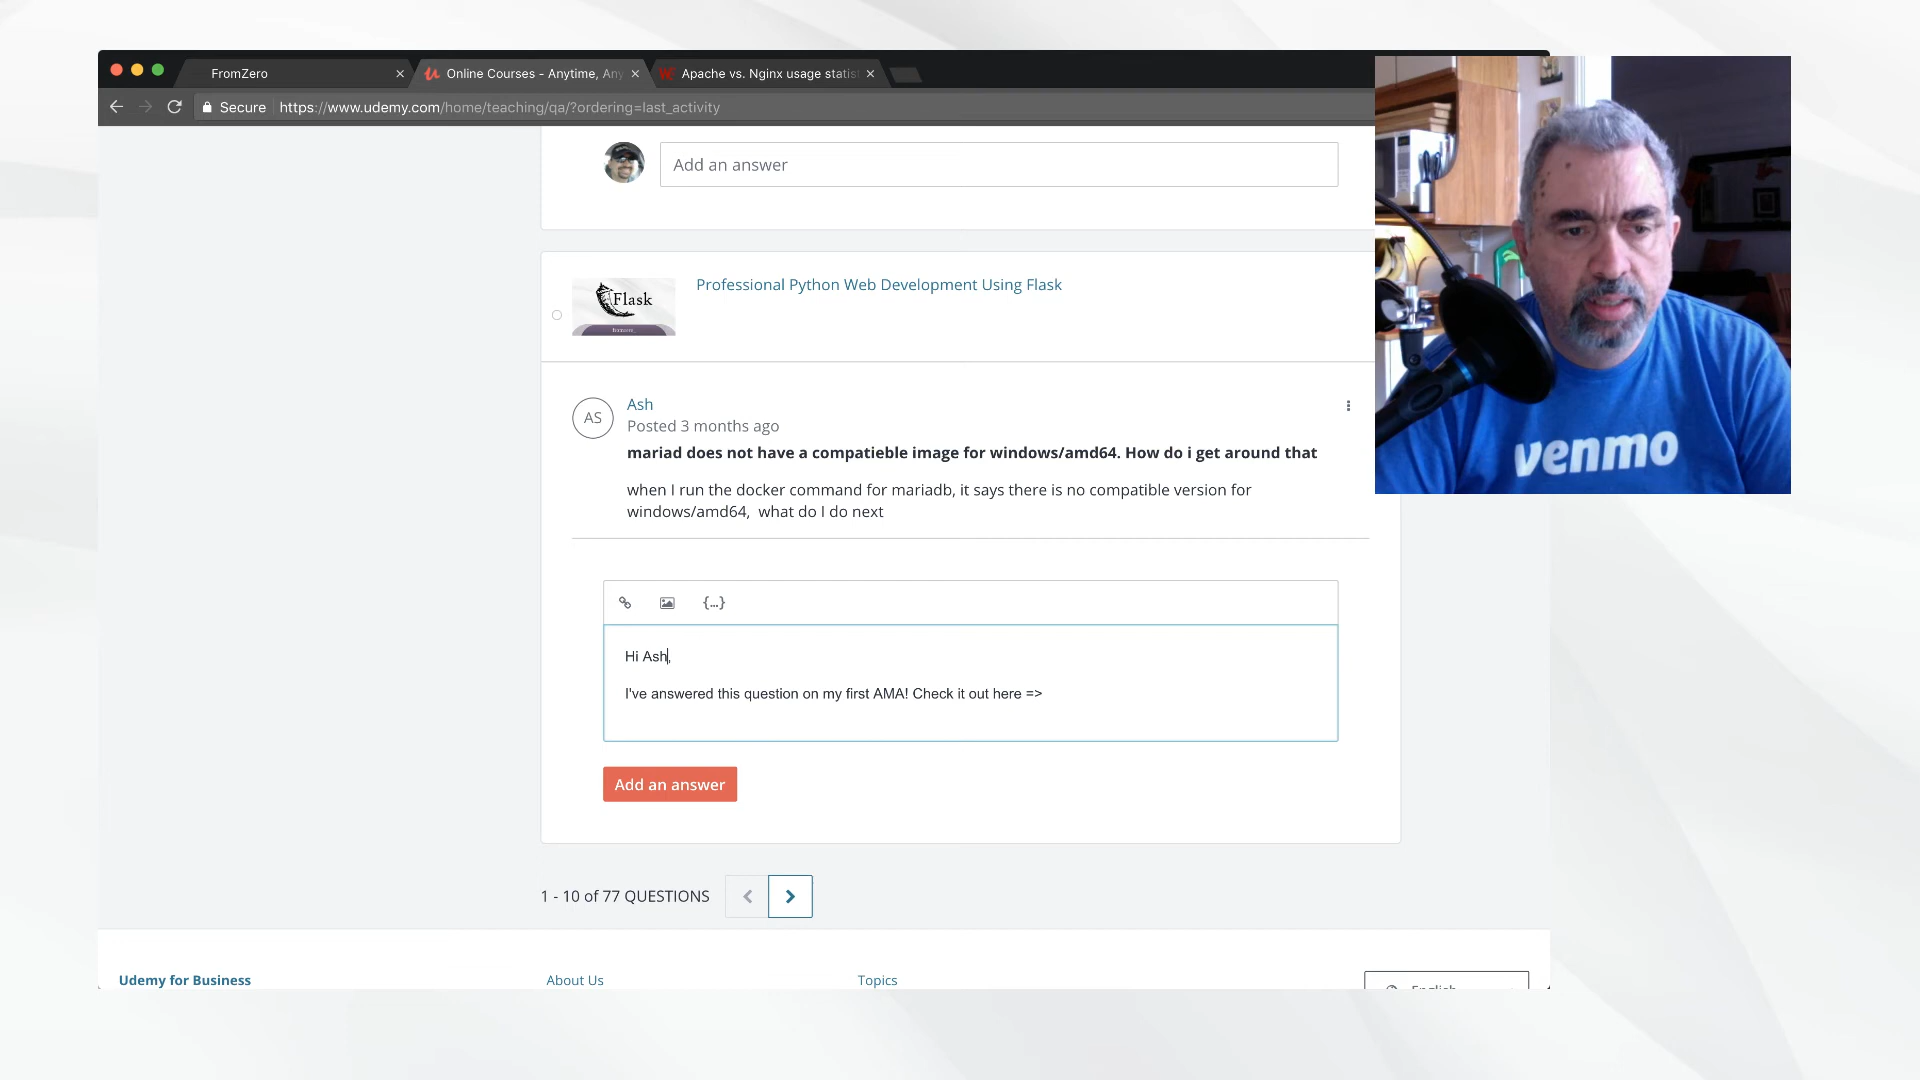 FromZero
Online Courses - Anytime, Any
Apache vs. Nginx usage statis
Secure https://www.udemy.com/home/teaching/qa/?ordering=last_activity
Add an answer
Flask
Professional Python Web Development Using Flask
AS
Ash
Posted 3 months ago
mariad does not have a compatieble image for windows/amd64. How do i get around that
when I run the docker command for mariadb, it says there is no compatible version for
windows/amd64, what do I do next
{...}
Hi Ash,
I've answered this question on my first AMA! Check it out here =>
Add an answer
1 - 10 of 77 QUESTIONS
Udemy for Business
About Us
Topics
English
venmo